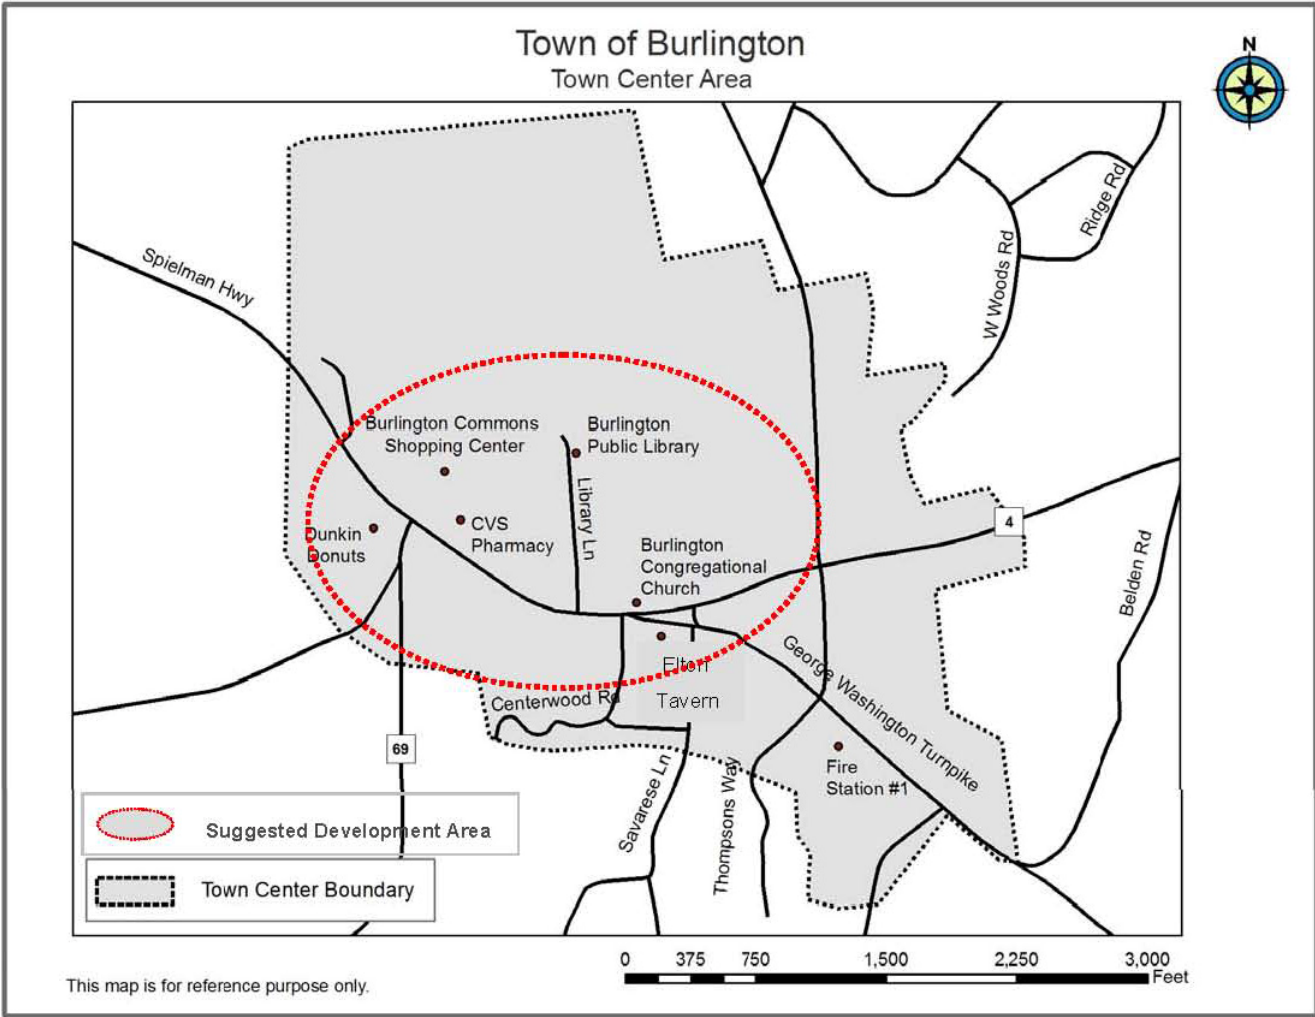 Town of Burlington
Town Center Area
N
Spielman Hwy
Ridge Rd
W Woods Rd
Burlington Commons
Shopping Center
Burlington
Public Library
Library Ln
Dunkin
Donuts
CVS
Pharmacy
Burlington
Congregational
Church
4
Belden Rd
Elton
Tavern
George Washington Turnpike
Centerwood Rd
69
Savarese Ln
Thompsons Way
Fire
Station #1
Suggested Development Area
Town Center Boundary
0 375 750 1,500 2,250 3,000
Feet
This map is for reference purpose only.